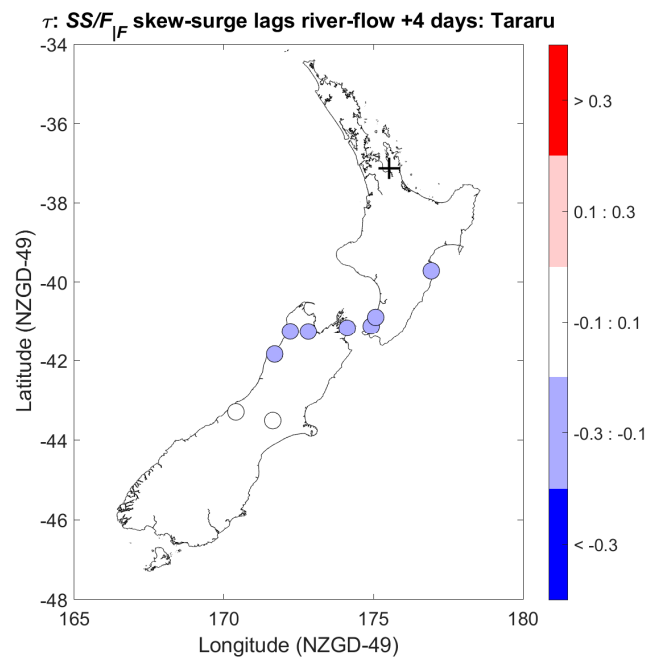 τ: SS/F|F skew-surge lags river-flow +4 days: Tararu
-34
-36
-38
-40
-42
-44
-46
-48
165
170
175
180
Latitude (NZGD-49)
Longitude (NZGD-49)
> 0.3
0.1 : 0.3
-0.1 : 0.1
-0.3 : -0.1
< -0.3